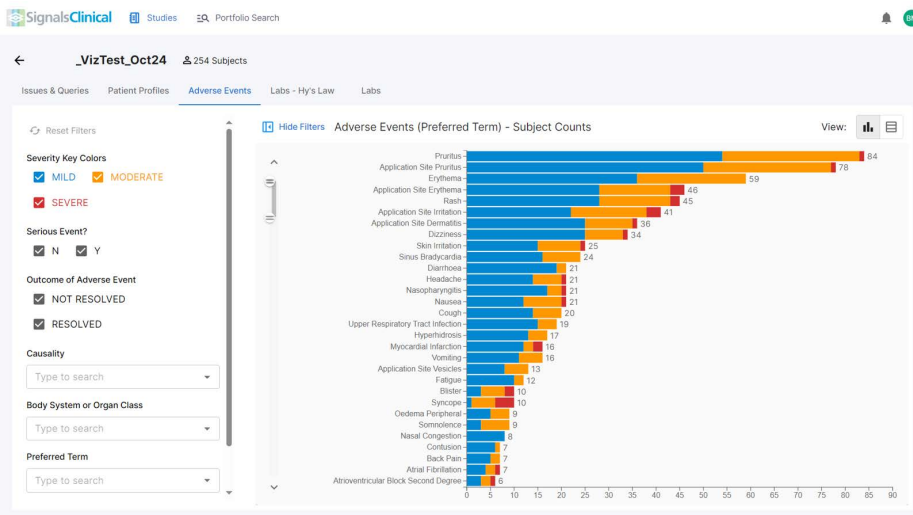 SignalsClinical Studies Portfolio Search
_VizTest_Oct24 254 Subjects
Issues & Queries Patient Profiles Adverse Events Labs - Hy's Law Labs
Reset Filters
Severity Key Colors
MILD MODERATE
SEVERE
Serious Event?
N Y
Outcome of Adverse Event
NOT RESOLVED
RESOLVED
Causality
Type to search
Body System or Organ Class
Type to search
Preferred Term
Type to search
Hide Filters Adverse Events (Preferred Term) - Subject Counts View:
Pruritus 84
Application Site Pruritus 78
Erythema 59
Application Site Erythema 46
Rash 45
Application Site Irritation 41
Application Site Dermatitis 36
Dizziness 34
Skin Irritation 25
Sinus Bradycardia 24
Diarrhoea 21
Headache 21
Nasopharyngitis 21
Nausea 21
Cough 20
Upper Respiratory Tract Infection 19
Hyperhidrosis 17
Myocardial Infarction 16
Vomiting 16
Application Site Vesicles 13
Fatigue 12
Blister 10
Syncope 10
Oedema Peripheral 9
Somnolence 9
Nasal Congestion 8
Contusion 7
Back Pain 7
Atrial Fibrillation 7
Atrioventricular Block Second Degree 6
0 5 10 15 20 25 30 35 40 45 50 55 60 65 70 75 80 85 90